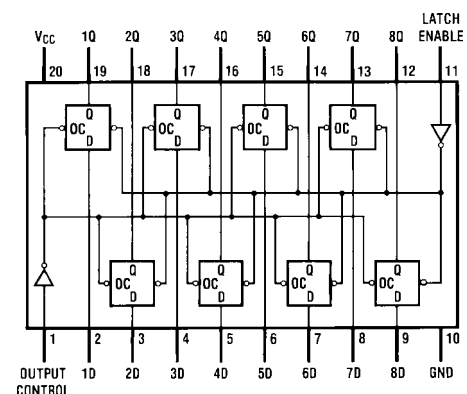 LATCH
VCC 1Q 2Q 3Q 4Q 5Q 6Q 7Q 8Q ENABLE
20 19 18 17 16 15 14 13 12 11
Q Q Q Q
OC OC OC OC
D D D D
Q Q Q Q
OC OC OC OC
D D D D
1 2 3 4 5 6 7 8 9 10
OUTPUT 1D 2D 3D 4D 5D 6D 7D 8D GND
CONTROL